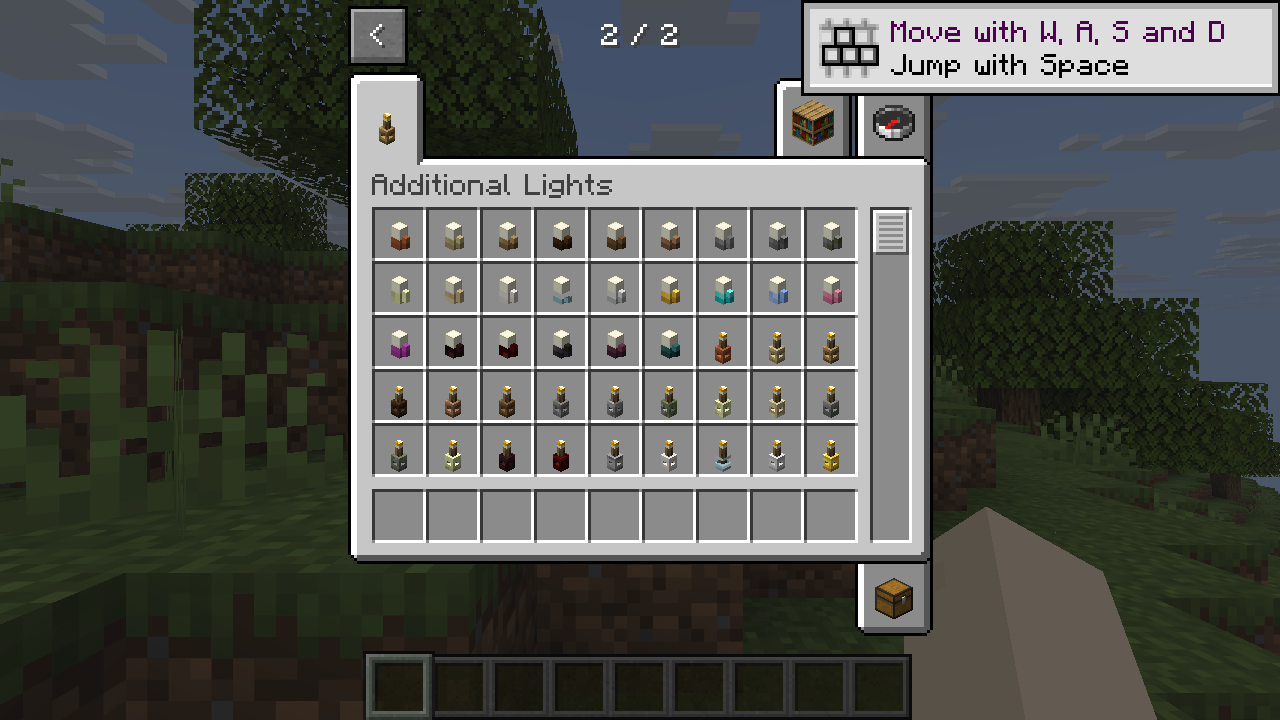 <
2 / 2
Move with W, A, S and D
Jump with Space
Additional Lights